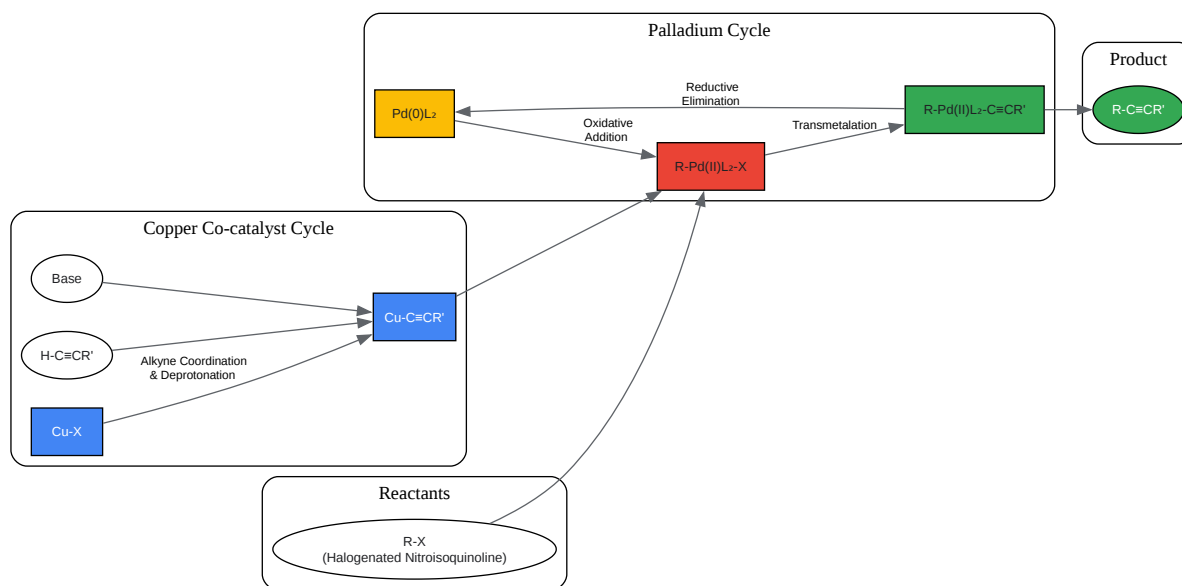 Palladium Cycle
Product
Pd(0)L₂
Reductive
Elimination
R-Pd(II)L₂-C≡CR'
R-C≡CR'
Oxidative
Addition
Transmetalation
R-Pd(II)L₂-X
Copper Co-catalyst Cycle
Base
Cu-C≡CR'
H-C≡CR'
Alkyne Coordination
& Deprotonation
Cu-X
Reactants
R-X
(Halogenated Nitroisoquinoline)